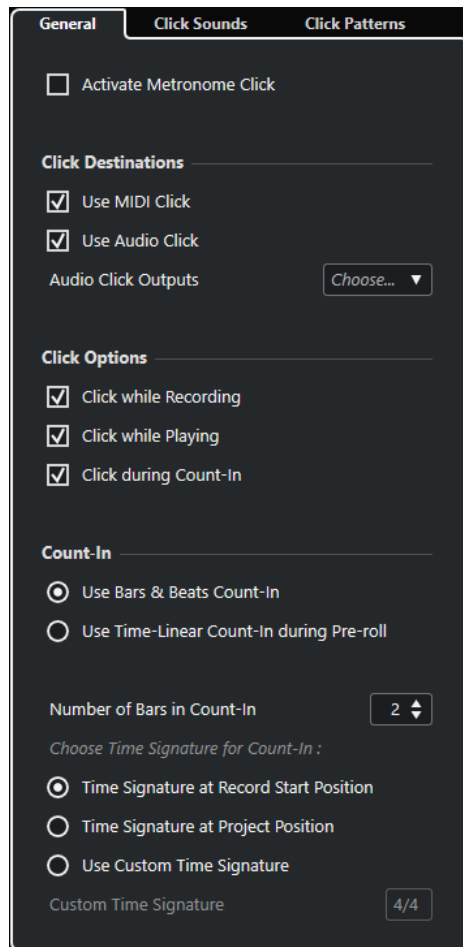 General Click Sounds Click Patterns
Activate Metronome Click
Click Destinations
Use MIDI Click
Use Audio Click
Audio Click Outputs Choose...
Click Options
Click while Recording
Click while Playing
Click during Count-In
Count-In
Use Bars & Beats Count-In
Use Time-Linear Count-In during Pre-roll
Number of Bars in Count-In 2
Choose Time Signature for Count-In :
Time Signature at Record Start Position
Time Signature at Project Position
Use Custom Time Signature
Custom Time Signature 4/4